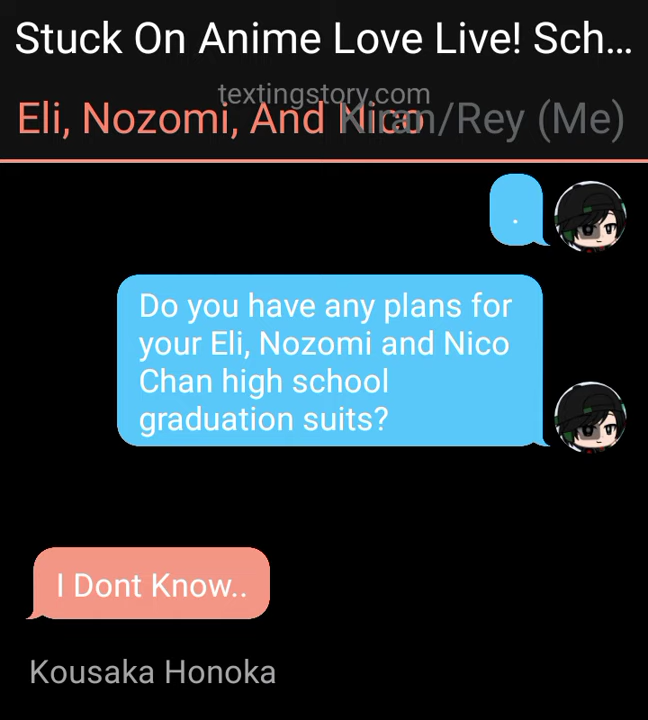 Stuck On Anime Love Live! Sch...
textingstory.com
Eli, Nozomi, And Nico Kiran/Rey (Me)
.
Do you have any plans for
your Eli, Nozomi and Nico
Chan high school
graduation suits?
I Dont Know..
Kousaka Honoka